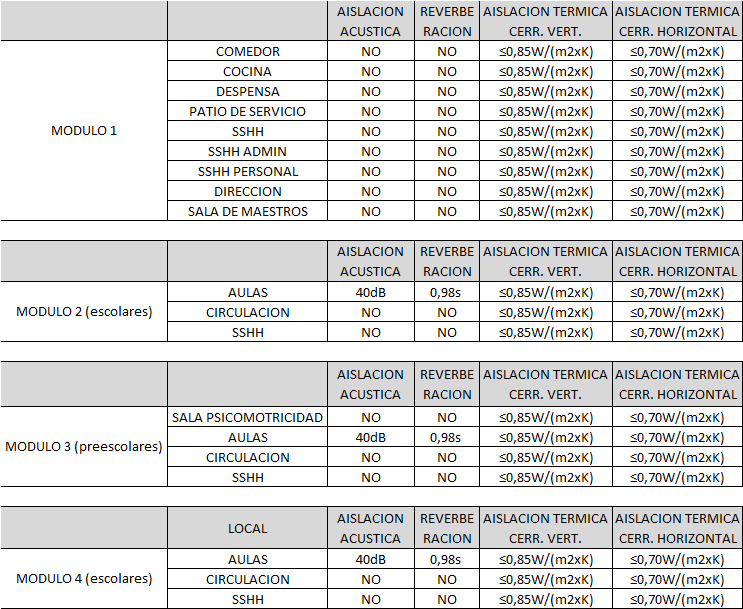 AISLACION ACUSTICA REVERBE RACION AISLACION TERMICA CERR. VERT. AISLACION TERMICA CERR. HORIZONTAL
MODULO 1
COMEDOR NO NO ≤0,85W/(m2xK) ≤0,70W/(m2xK)
COCINA NO NO ≤0,85W/(m2xK) ≤0,70W/(m2xK)
DESPENSA NO NO ≤0,85W/(m2xK) ≤0,70W/(m2xK)
PATIO DE SERVICIO NO NO ≤0,85W/(m2xK) ≤0,70W/(m2xK)
SSHH NO NO ≤0,85W/(m2xK) ≤0,70W/(m2xK)
SSHH ADMIN NO NO ≤0,85W/(m2xK) ≤0,70W/(m2xK)
SSHH PERSONAL NO NO ≤0,85W/(m2xK) ≤0,70W/(m2xK)
DIRECCION NO NO ≤0,85W/(m2xK) ≤0,70W/(m2xK)
SALA DE MAESTROS NO NO ≤0,85W/(m2xK) ≤0,70W/(m2xK)
AISLACION ACUSTICA REVERBE RACION AISLACION TERMICA CERR. VERT. AISLACION TERMICA CERR. HORIZONTAL
MODULO 2 (escolares)
AULAS 40dB 0,98s ≤0,85W/(m2xK) ≤0,70W/(m2xK)
CIRCULACION NO NO ≤0,85W/(m2xK) ≤0,70W/(m2xK)
SSHH NO NO ≤0,85W/(m2xK) ≤0,70W/(m2xK)
AISLACION ACUSTICA REVERBE RACION AISLACION TERMICA CERR. VERT. AISLACION TERMICA CERR. HORIZONTAL
MODULO 3 (preescolares)
SALA PSICOMOTRICIDAD NO NO ≤0,85W/(m2xK) ≤0,70W/(m2xK)
AULAS 40dB 0,98s ≤0,85W/(m2xK) ≤0,70W/(m2xK)
CIRCULACION NO NO ≤0,85W/(m2xK) ≤0,70W/(m2xK)
SSHH NO NO ≤0,85W/(m2xK) ≤0,70W/(m2xK)
LOCAL AISLACION ACUSTICA REVERBE RACION AISLACION TERMICA CERR. VERT. AISLACION TERMICA CERR. HORIZONTAL
MODULO 4 (escolares)
AULAS 40dB 0,98s ≤0,85W/(m2xK) ≤0,70W/(m2xK)
CIRCULACION NO NO ≤0,85W/(m2xK) ≤0,70W/(m2xK)
SSHH NO NO ≤0,85W/(m2xK) ≤0,70W/(m2xK)